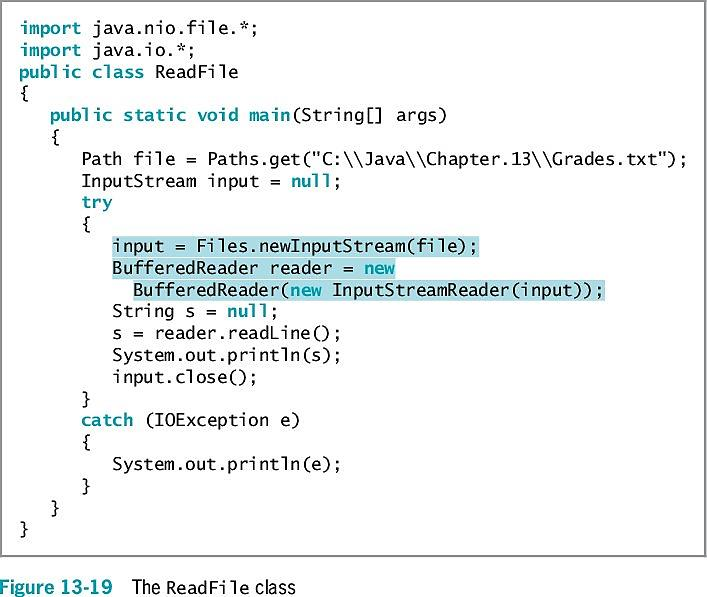 import java.nio.file.*;
import java.io.*;
public class ReadFile
{
   public static void main(String[] args)
   {
      Path file = Paths.get("C:\\Java\\Chapter.13\\Grades.txt");
      InputStream input = null;
      try
      {
         input = Files.newInputStream(file);
         BufferedReader reader = new
           BufferedReader(new InputStreamReader(input));
         String s = null;
         s = reader.readLine();
         System.out.println(s);
         input.close();
      }
      catch (IOException e)
      {
         System.out.println(e);
      }
   }
}
Figure 13-19 The ReadFile class